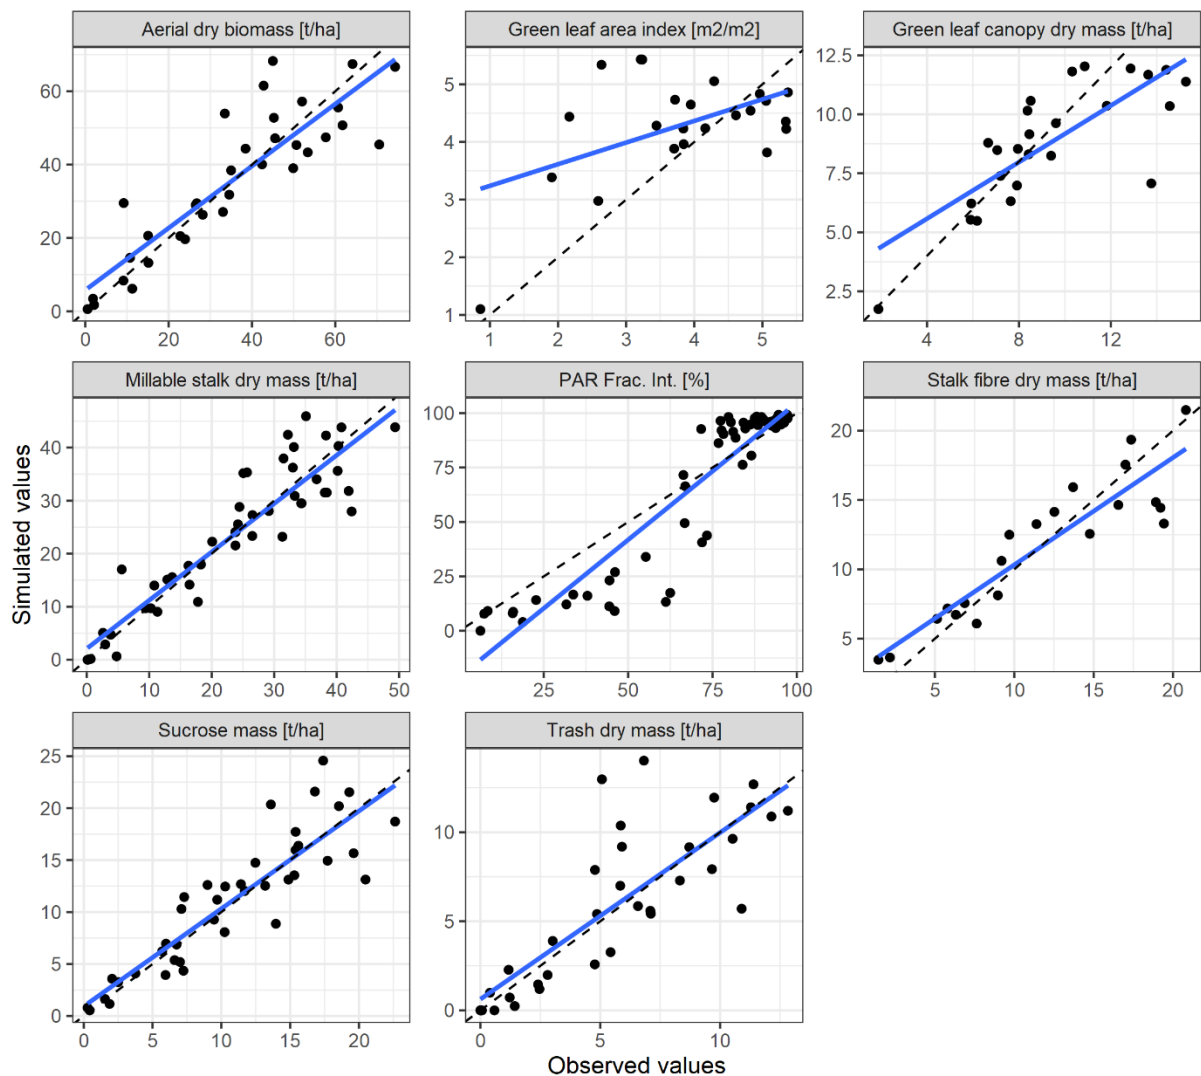 Aerial dry biomass [t/ha]
Green leaf area index [m2/m2]
Green leaf canopy dry mass [t/ha]
60
40
20
0
0 20 40 60
5
4
3
2
1
1 2 3 4 5
12.5
10.0
7.5
5.0
2.5
4 8 12
Millable stalk dry mass [t/ha]
PAR Frac. Int. [%]
Stalk fibre dry mass [t/ha]
40
30
20
10
0
0 10 20 30 40 50
100
75
50
25
0
25 50 75 100
20
15
10
5
5 10 15 20
Simulated values
Sucrose mass [t/ha]
Trash dry mass [t/ha]
25
20
15
10
5
0
0 5 10 15 20
10
5
0
0 5 10
Observed values